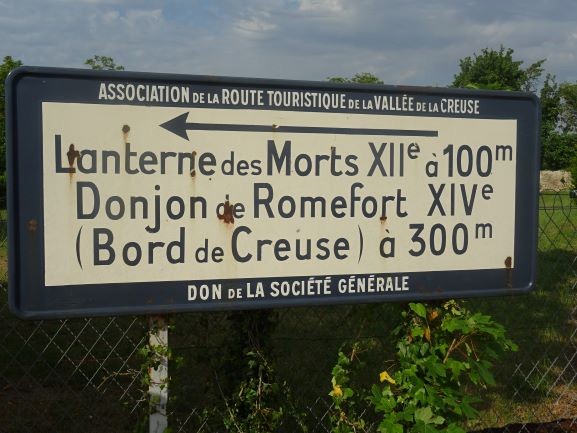 ASSOCIATION DE LA ROUTE TOURISTIQUE DE LA VALLÉE DE LA CREUSE
Lanterne des Morts XIIe à 100m
Donjon de Romefort XIVe
(Bord de Creuse) à 300m
DON DE LA SOCIÉTÉ GÉNÉRALE